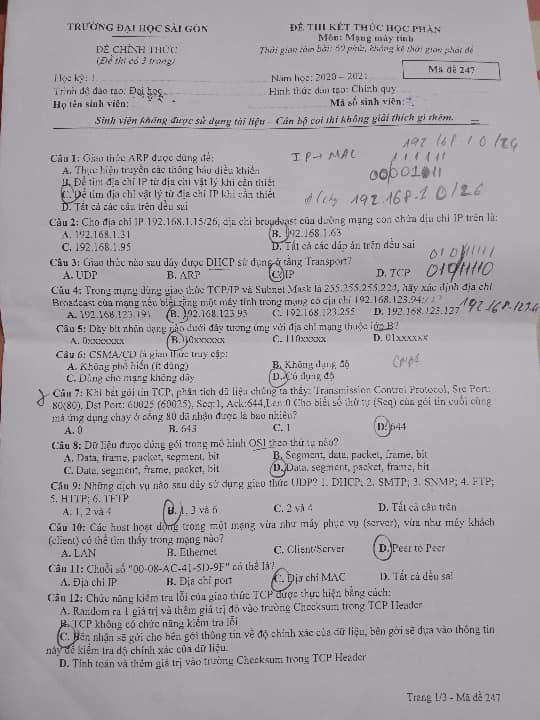 TRƯỜNG ĐẠI HỌC SÀI GÒN
ĐỀ THI KẾT THÚC HỌC PHẦN
ĐỀ CHÍNH THỨC
Môn: Mạng máy tính
(Đề thi có 3 trang)
Thời gian làm bài: 60 phút, không kể thời gian phát đề
Mã đề 247
Học kỳ: 1
Năm học: 2020 - 2021
Trình độ đào tạo: Đại học
Hình thức đào tạo: Chính quy
Họ tên sinh viên:
Mã số sinh viên:
Sinh viên không được sử dụng tài liệu – Cán bộ coi thi không giải thích gì thêm.
Câu 1: Giao thức ARP được dùng để:
IP → MAC
A. Thực hiện truyền các thông báo điều khiển
B. Để tìm địa chỉ IP từ địa chỉ vật lý khi cần thiết
C. Để tìm địa chỉ vật lý từ địa chỉ IP khi cần thiết
192.168.1.0/26
D. Tất cả các câu trên đều sai
Câu 2: Cho địa chỉ IP 192.168.1.15/26, địa chỉ broadcast của đường mạng con chứa địa chỉ IP trên là:
A. 192.168.1.31 B. 192.168.1.63
C. 192.168.1.95 D. Tất cả các đáp án trên đều sai
Câu 3: Giao thức nào sau đây được DHCP sử dụng ở tầng Transport?
A. UDP B. ARP C. IP D. TCP
Câu 4: Trong mạng dùng giao thức TCP/IP và Subnet Mask là 255.255.255.224, hãy xác định địa chỉ
Broadcast của mạng nếu biết rằng một máy tính trong mạng có địa chỉ 192.168.123.94
A. 192.168.123.191 B. 192.168.123.95 C. 192.168.123.255 D. 192.168.123.127
Câu 5: Dãy bit nhận dạng nào dưới đây tương ứng với địa chỉ mạng thuộc lớp B?
A. 0xxxxxxx B. 10xxxxxx C. 110xxxxx D. 01xxxxxx
Câu 6: CSMA/CD là giao thức truy cập:
A. Không phổ biến (ít dùng) B. Không đụng độ
C. Dùng cho mạng không dây D. Có đụng độ
Câu 7: Khi bắt gói tin TCP, phân tích dữ liệu chúng ta thấy: Transmission Control Protocol, Src Port:
80(80), Dst Port: 60025 (60025), Seq:1, Ack:644,Len:0 Cho biết số thứ tự (Seq) của gói tin cuối cùng
mà ứng dụng chạy ở cổng 80 đã nhận được là bao nhiêu?
A. 0 B. 643 C. 1 D. 644
Câu 8: Dữ liệu được đóng gói trong mô hình OSI theo thứ tự nào?
A. Data, frame, packet, segment, bit B. Segment, data, packet, frame, bit
C. Data, segment, frame, packet, bit D. Data, segment, packet, frame, bit
Câu 9: Những dịch vụ nào sau đây sử dụng giao thức UDP? 1. DHCP; 2. SMTP; 3. SNMP; 4. FTP;
5. HTTP; 6. TFTP
A. 1, 2 và 4 B. 1, 3 và 6 C. 2 và 4 D. Tất cả câu trên
Câu 10: Các host hoạt động trong một mạng vừa như máy phục vụ (server), vừa như máy khách
(client) có thể tìm thấy trong mạng nào?
A. LAN B. Ethernet C. Client/Server D. Peer to Peer
Câu 11: Chuỗi số "00-08-AC-41-5D-9F" có thể là?
A. Địa chỉ IP B. Địa chỉ port C. Địa chỉ MAC D. Tất cả đều sai
Câu 12: Chức năng kiểm tra lỗi của giao thức TCP được thực hiện bằng cách:
A. Random ra 1 giá trị và thêm giá trị đó vào trường Checksum trong TCP Header
B. TCP không có chức năng kiểm tra lỗi
C. Bên nhận sẽ gửi cho bên gởi thông tin về độ chính xác của dữ liệu, bên gởi sẽ dựa vào thông tin
này để kiểm tra độ chính xác của dữ liệu.
D. Tính toán và thêm giá trị vào trường Checksum trong TCP Header
Trang 1/3 - Mã đề 247